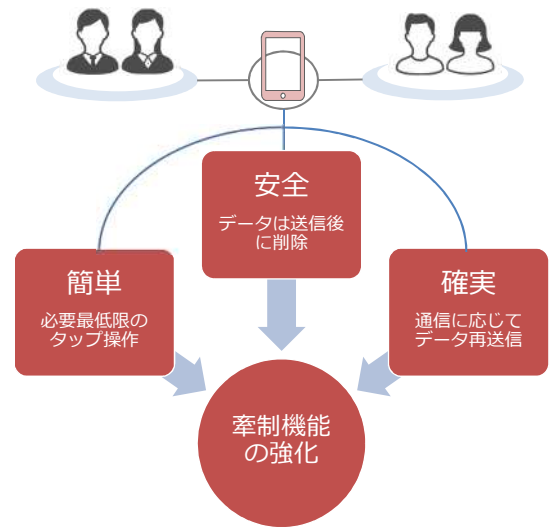 安全
データは送信後
に削除
簡単
必要最低限の
タップ操作
確実
通信に応じて
データ再送信
牽制機能
の強化